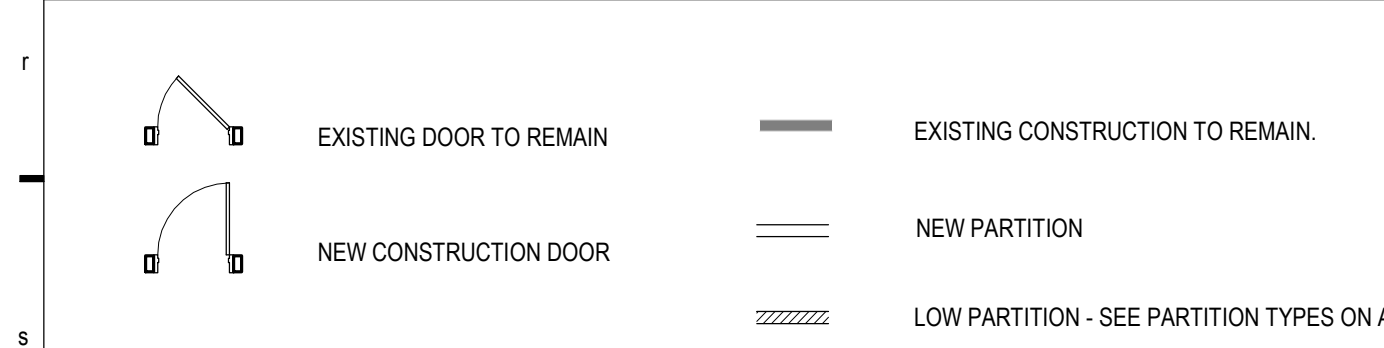 r
EXISTING DOOR TO REMAIN
EXISTING CONSTRUCTION TO REMAIN.
NEW CONSTRUCTION DOOR
NEW PARTITION
LOW PARTITION - SEE PARTITION TYPES ON
s